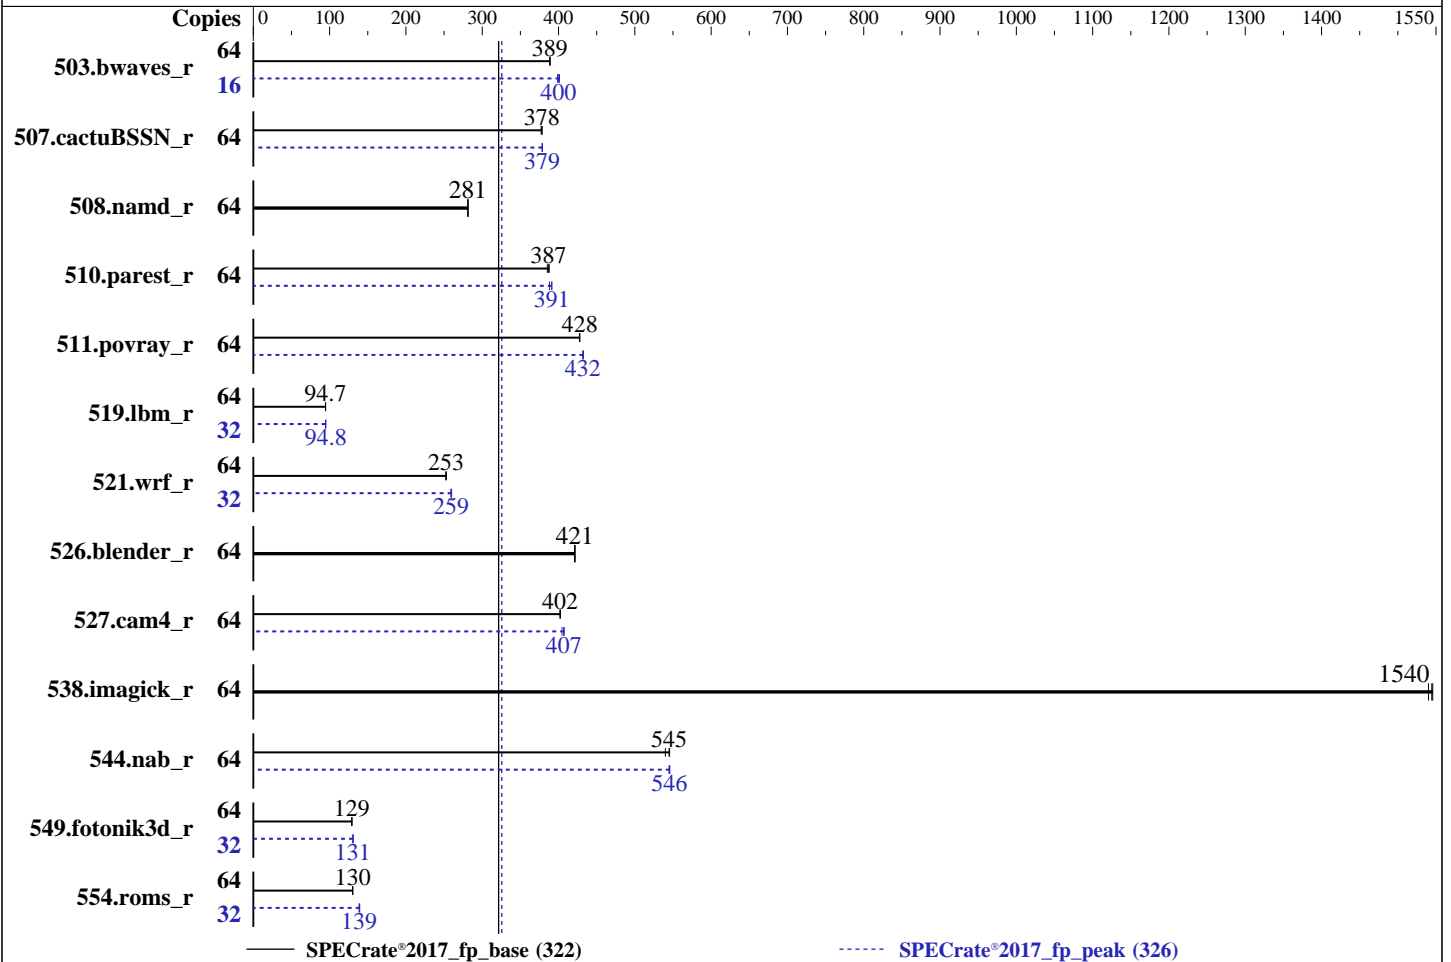 Copies 0 100 200 300 400 500 600 700 800 900 1000 1100 1200 1300 1400 1550
503.bwaves_r 64 389
16 400
507.cactuBSSN_r 64 378
379
508.namd_r 64 281
510.parest_r 64 387
391
511.povray_r 64 428
432
519.lbm_r 64 94.7
32 94.8
521.wrf_r 64 253
32 259
526.blender_r 64 421
527.cam4_r 64 402
407
538.imagick_r 64 1540
544.nab_r 64 545
546
549.fotonik3d_r 64 129
32 131
554.roms_r 64 130
32 139
SPECrate®2017_fp_base (322) SPECrate®2017_fp_peak (326)